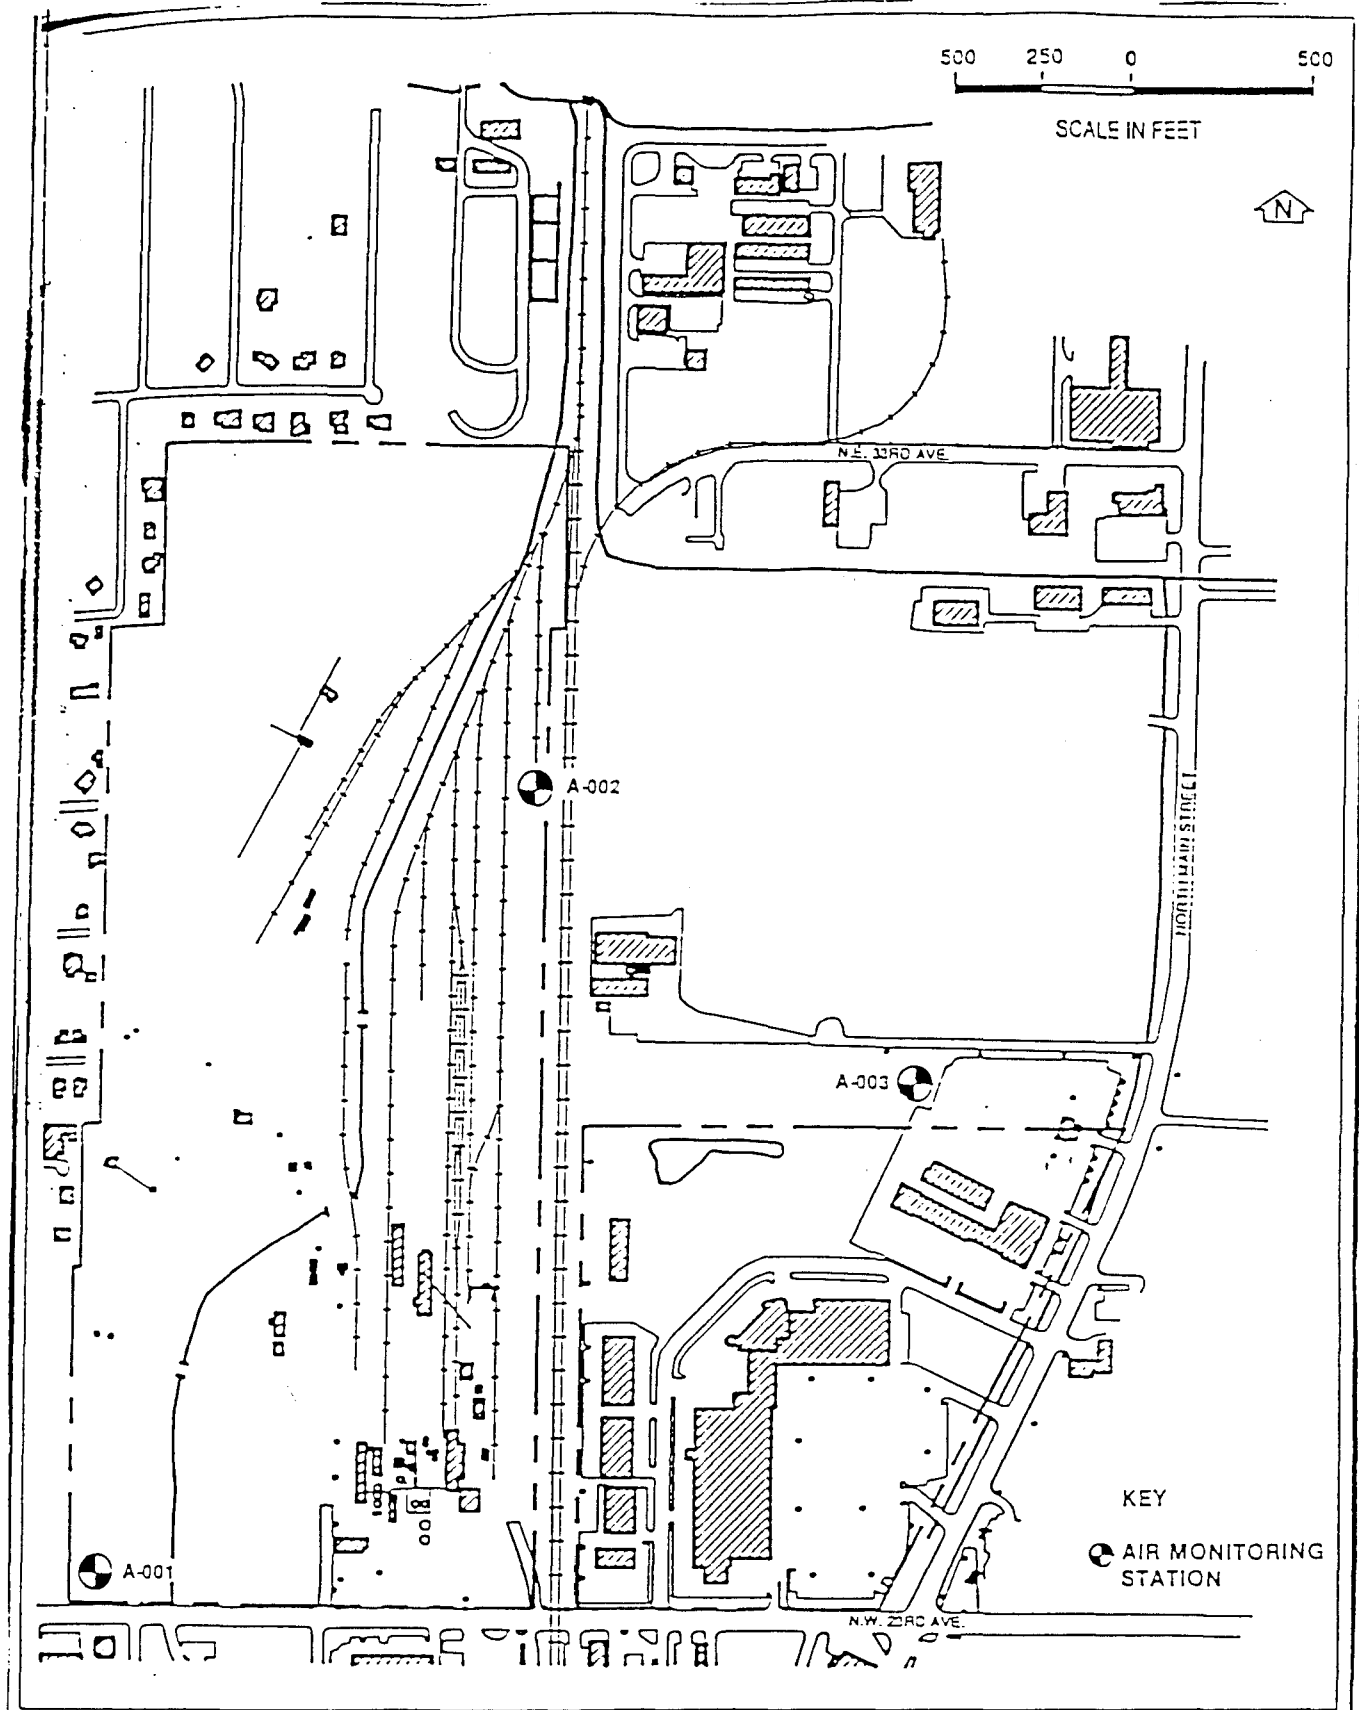 500 250 0 500
SCALE IN FEET
N
N.E. 33RD AVE.
A-002
NORTH MAIN STREET
A-003
KEY
AIR MONITORING
STATION
A-001
N.W. 23RD AVE.